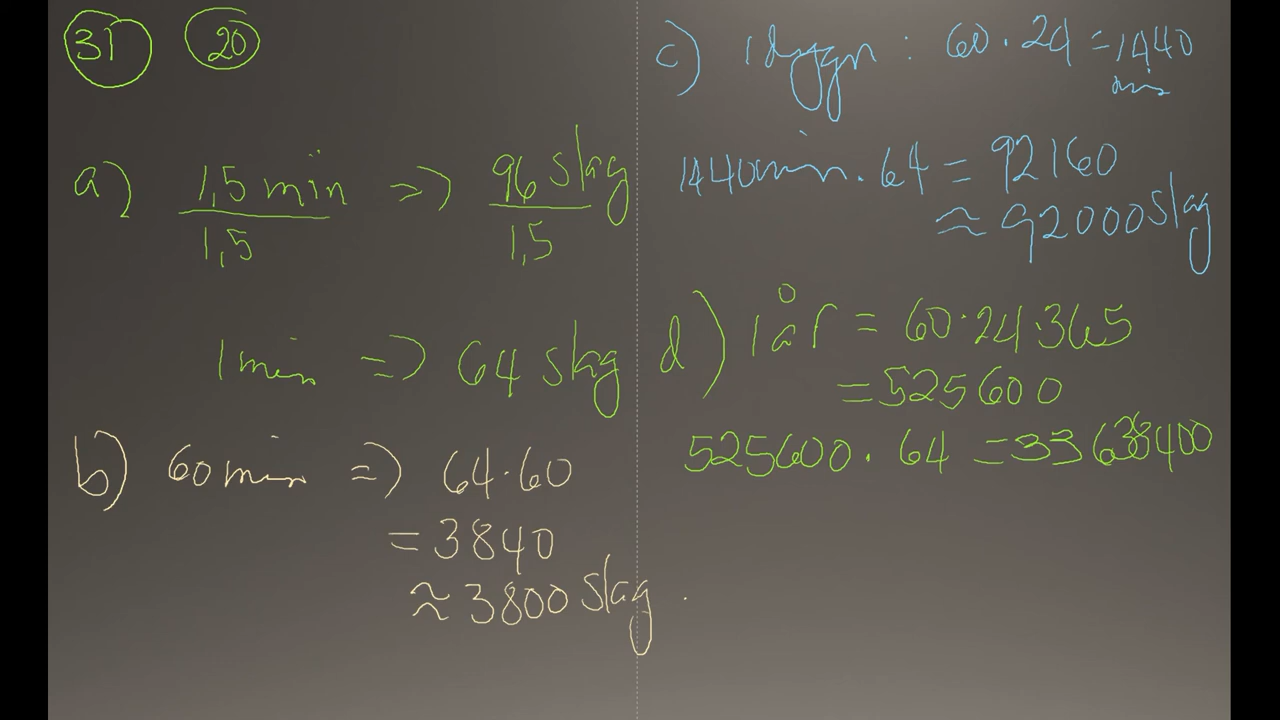 31 20
a) 1,5 min => 96 slag
1,5 1,5
1 min => 64 slag
b) 60 min => 64·60
= 3840
≈ 3800 slag.
c) 1 dygn : 60·24 = 1440
min
1440 min · 64 = 92160
≈ 92000 slag
d) 1 år = 60·24·365
= 525600
525600 · 64 = 33638400